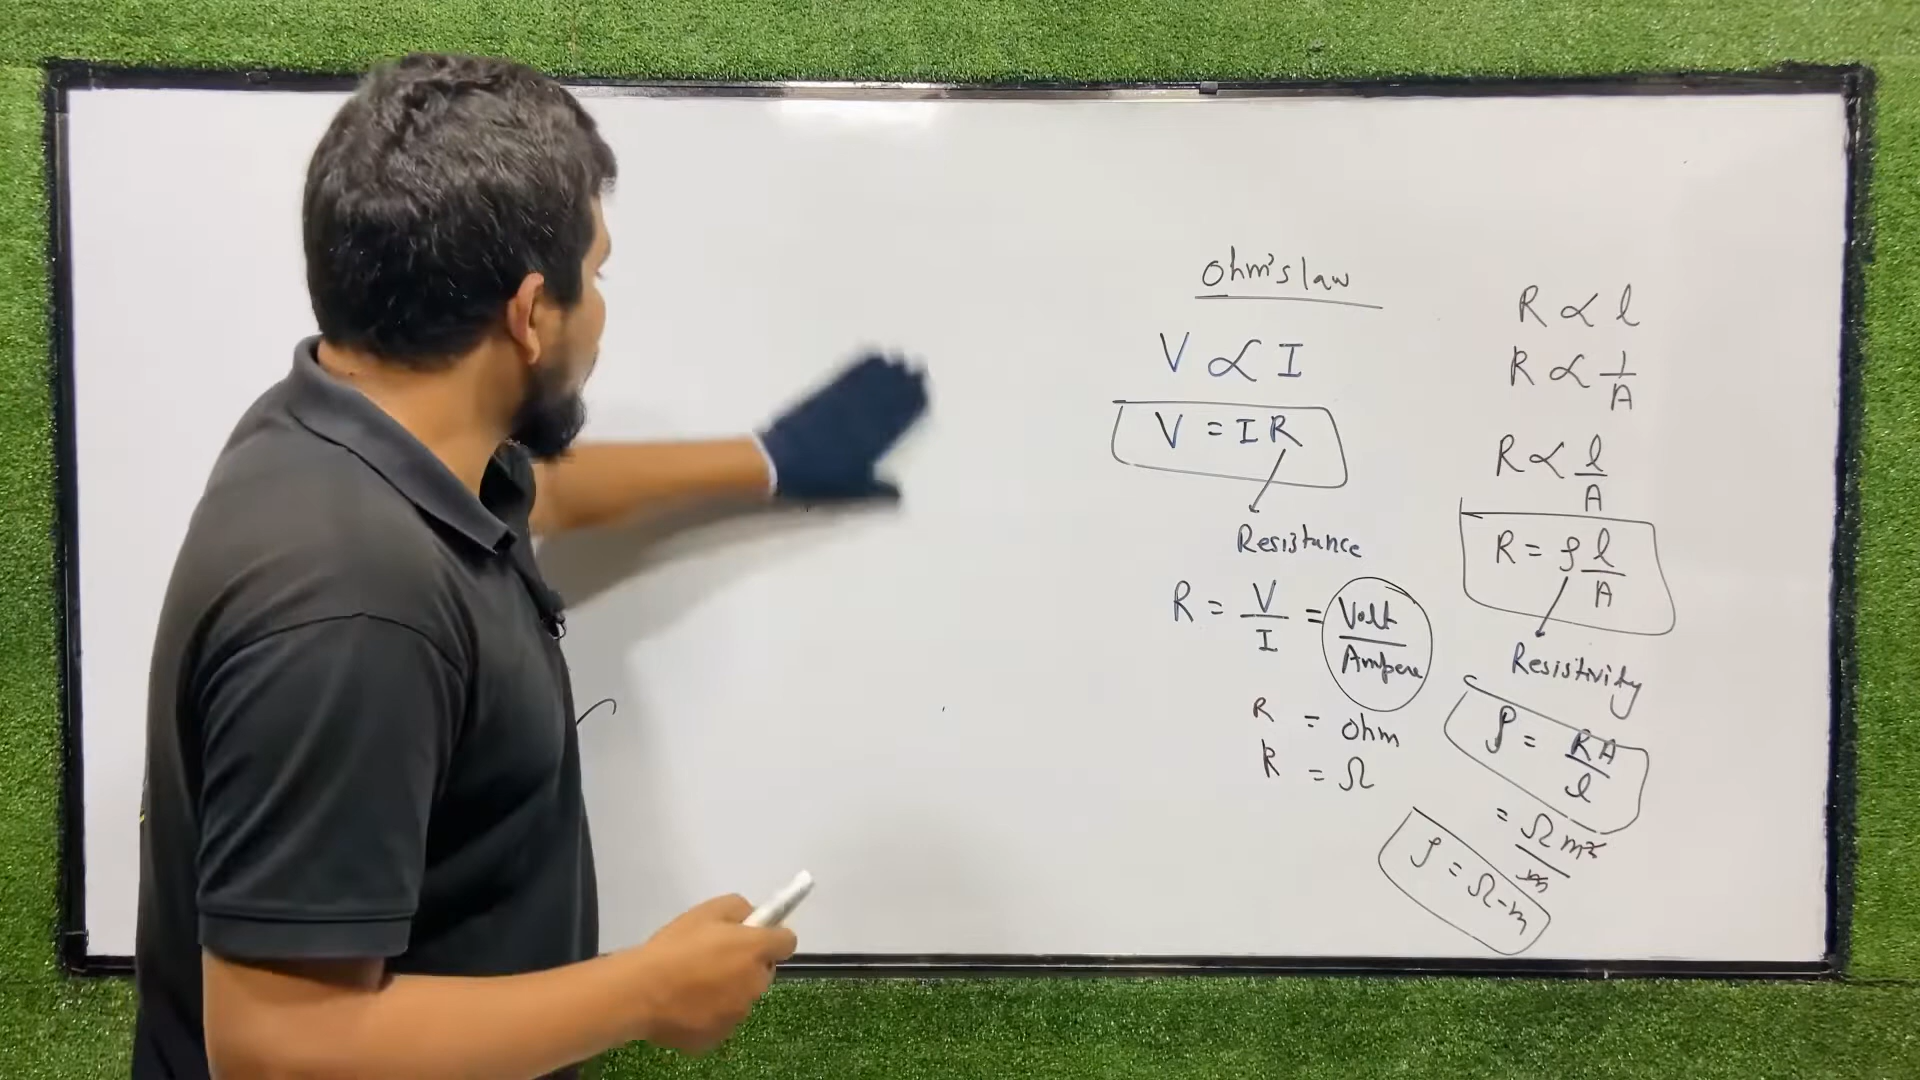 Ohm's law
V ∝ I
V = I R
Resistance
R = V/I = Volt/Ampere
R = ohm
R = Ω
R ∝ l
R ∝ 1/A
R ∝ l/A
R = ρ l/A
Resistivity
ρ = RA/l
= Ω m²/m
ρ = Ω-m